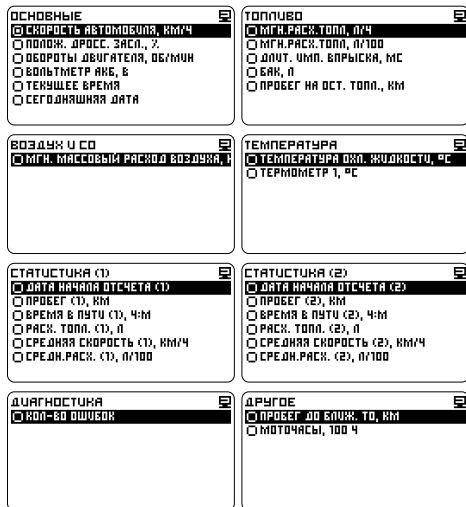 ОСНОВНЫЕ
СКОРОСТЬ АВТОМОБИЛЯ, КМ/Ч
ПОЛОЖ. ДРОСС. ЗАСЛ., %
ОБОРОТЫ ДВИГАТЕЛЯ, ОБ/МИН
ВОЛЬТМЕТР АКБ, В
ТЕКУЩЕЕ ВРЕМЯ
СЕГОДНЯШНЯЯ ДАТА
ТОПЛИВО
МГН.РАСХ.ТОПЛ, Л/Ч
МГН.РАСХ.ТОПЛ, Л/100
ДЛИТ. ИМП. ВПРЫСКА, МС
БАК, Л
ПРОБЕГ НА ОСТ. ТОПЛ., КМ
ВОЗДУХ И CO
МГН. МАССОВЫЙ РАСХОД ВОЗДУХА,
ТЕМПЕРАТУРА
ТЕМПЕРАТУРА ОХЛ. ЖИДКОСТИ, ºС
ТЕРМОМЕТР 1, ºС
СТАТИСТИКА (1)
ДАТА НАЧАЛА ОТСЧЕТА (1)
ПРОБЕГ (1), КМ
ВРЕМЯ В ПУТИ (1), Ч:М
РАСХ. ТОПЛ. (1), Л
СРЕДНЯЯ СКОРОСТЬ (1), КМ/Ч
СРЕДН.РАСХ. (1), Л/100
СТАТИСТИКА (2)
ДАТА НАЧАЛА ОТСЧЕТА (2)
ПРОБЕГ (2), КМ
ВРЕМЯ В ПУТИ (2), Ч:М
РАСХ. ТОПЛ. (2), Л
СРЕДНЯЯ СКОРОСТЬ (2), КМ/Ч
СРЕДН.РАСХ. (2), Л/100
ДИАГНОСТИКА
КОЛ-ВО ОШИБОК
ДРУГОЕ
ПРОБЕГ ДО БЛИЖ. ТО, КМ
МОТОЧАСЫ, 100 Ч